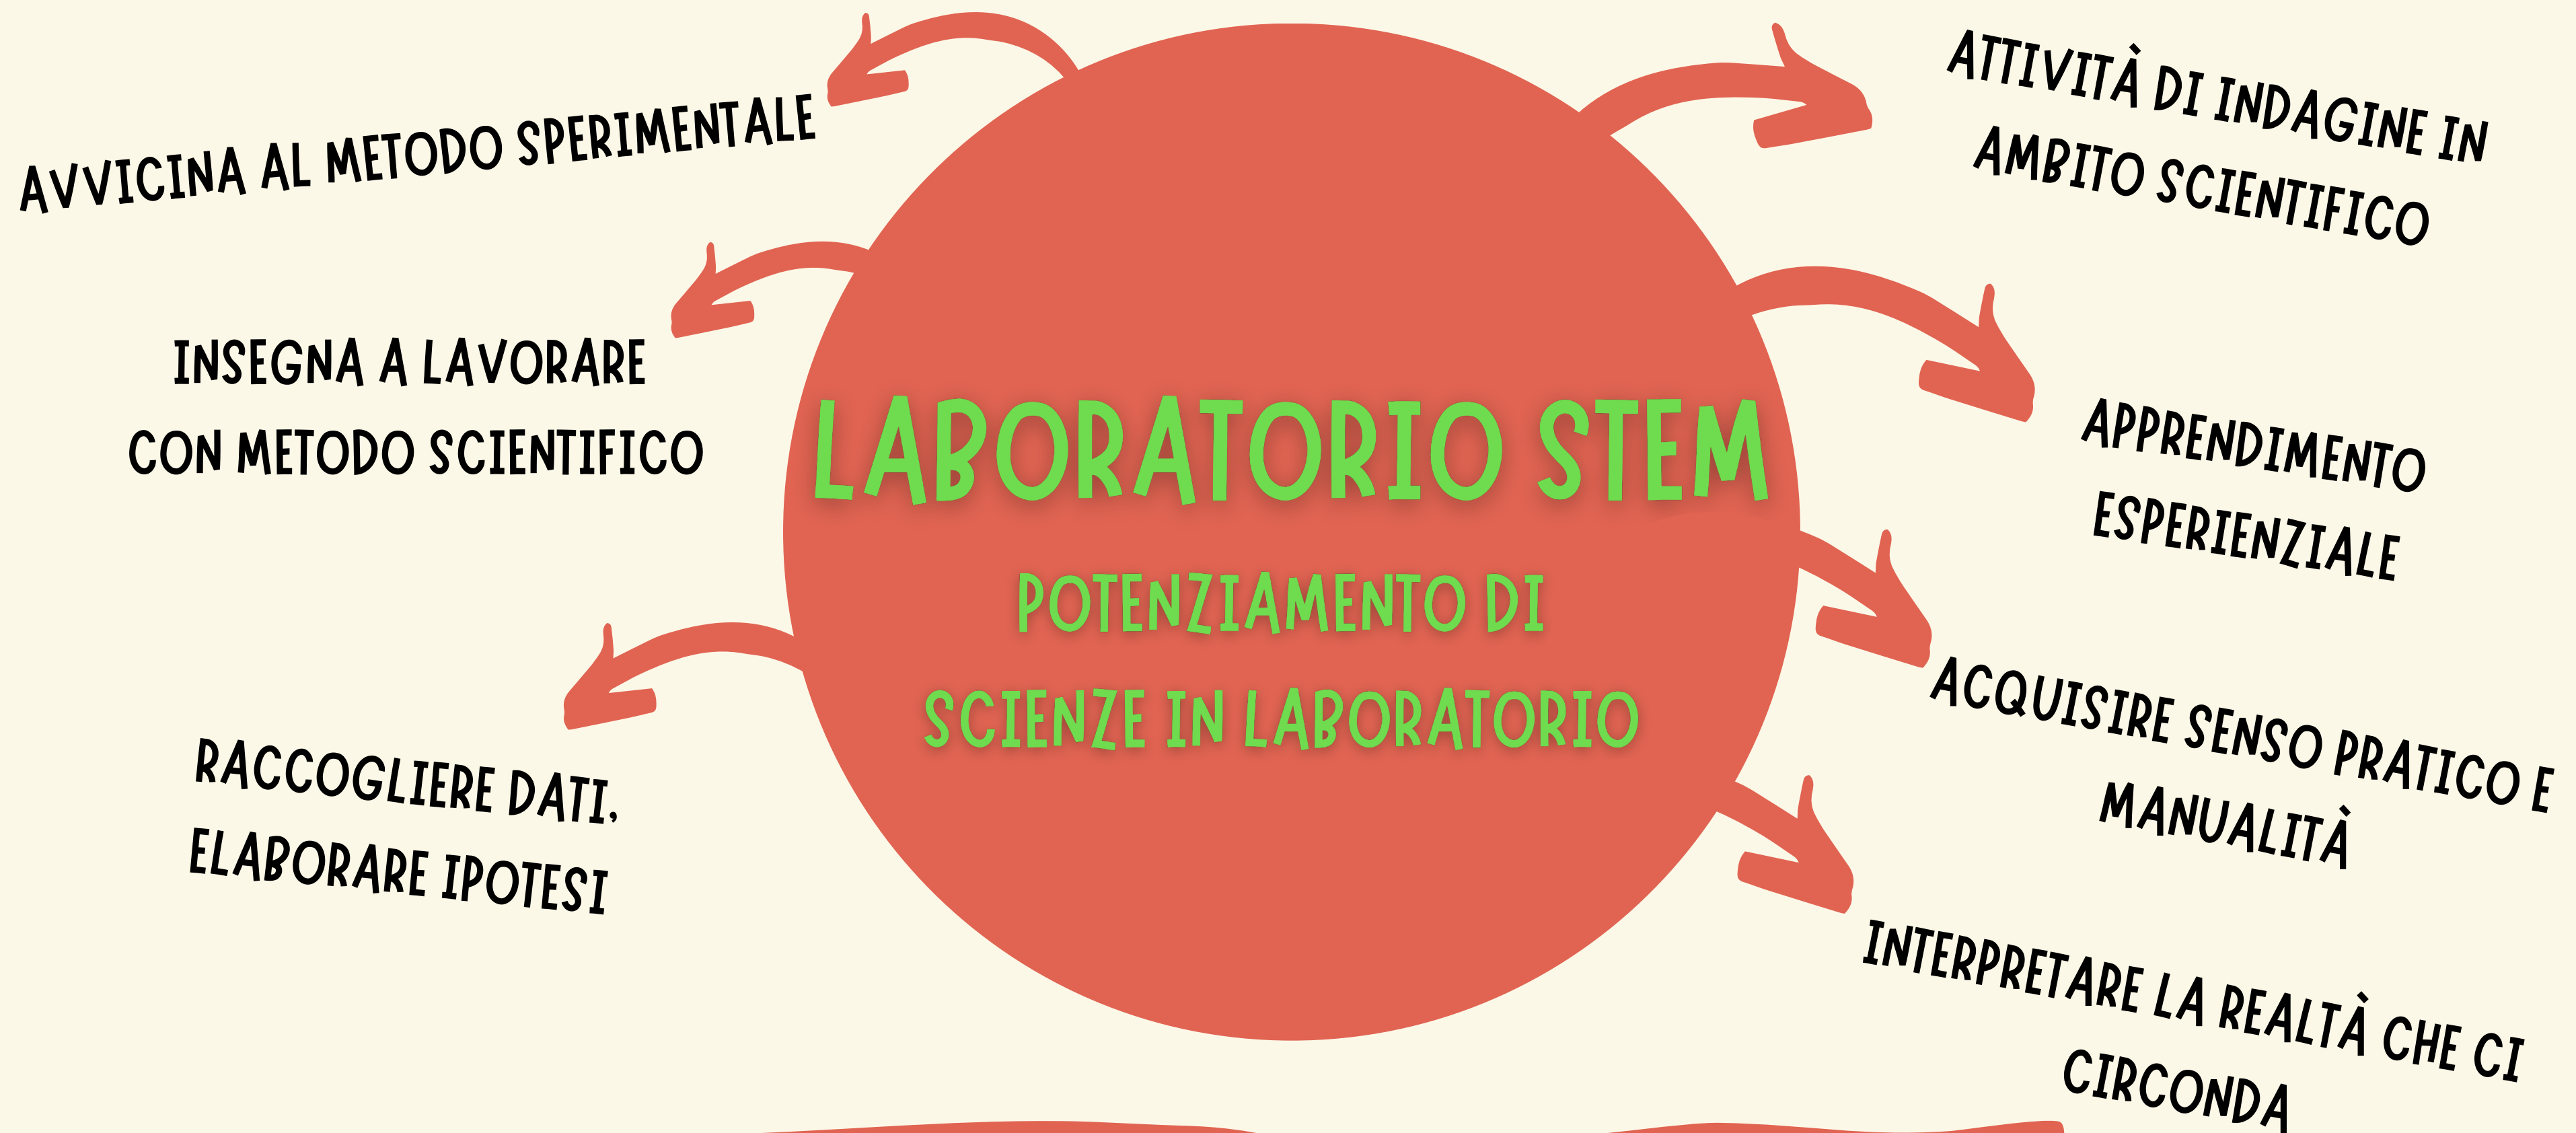 AVVICINA AL METODO SPERIMENTALE
INSEGNA A LAVORARE
CON METODO SCIENTIFICO
RACCOGLIERE DATI,
ELABORARE IPOTESI
LABORATORIO STEM
POTENZIAMENTO DI
SCIENZE IN LABORATORIO
ATTIVITÀ DI INDAGINE IN
AMBITO SCIENTIFICO
APPRENDIMENTO
ESPERIENZIALE
ACQUISIRE SENSO PRATICO E
MANUALITÀ
INTERPRETARE LA REALTÀ CHE CI
CIRCONDA